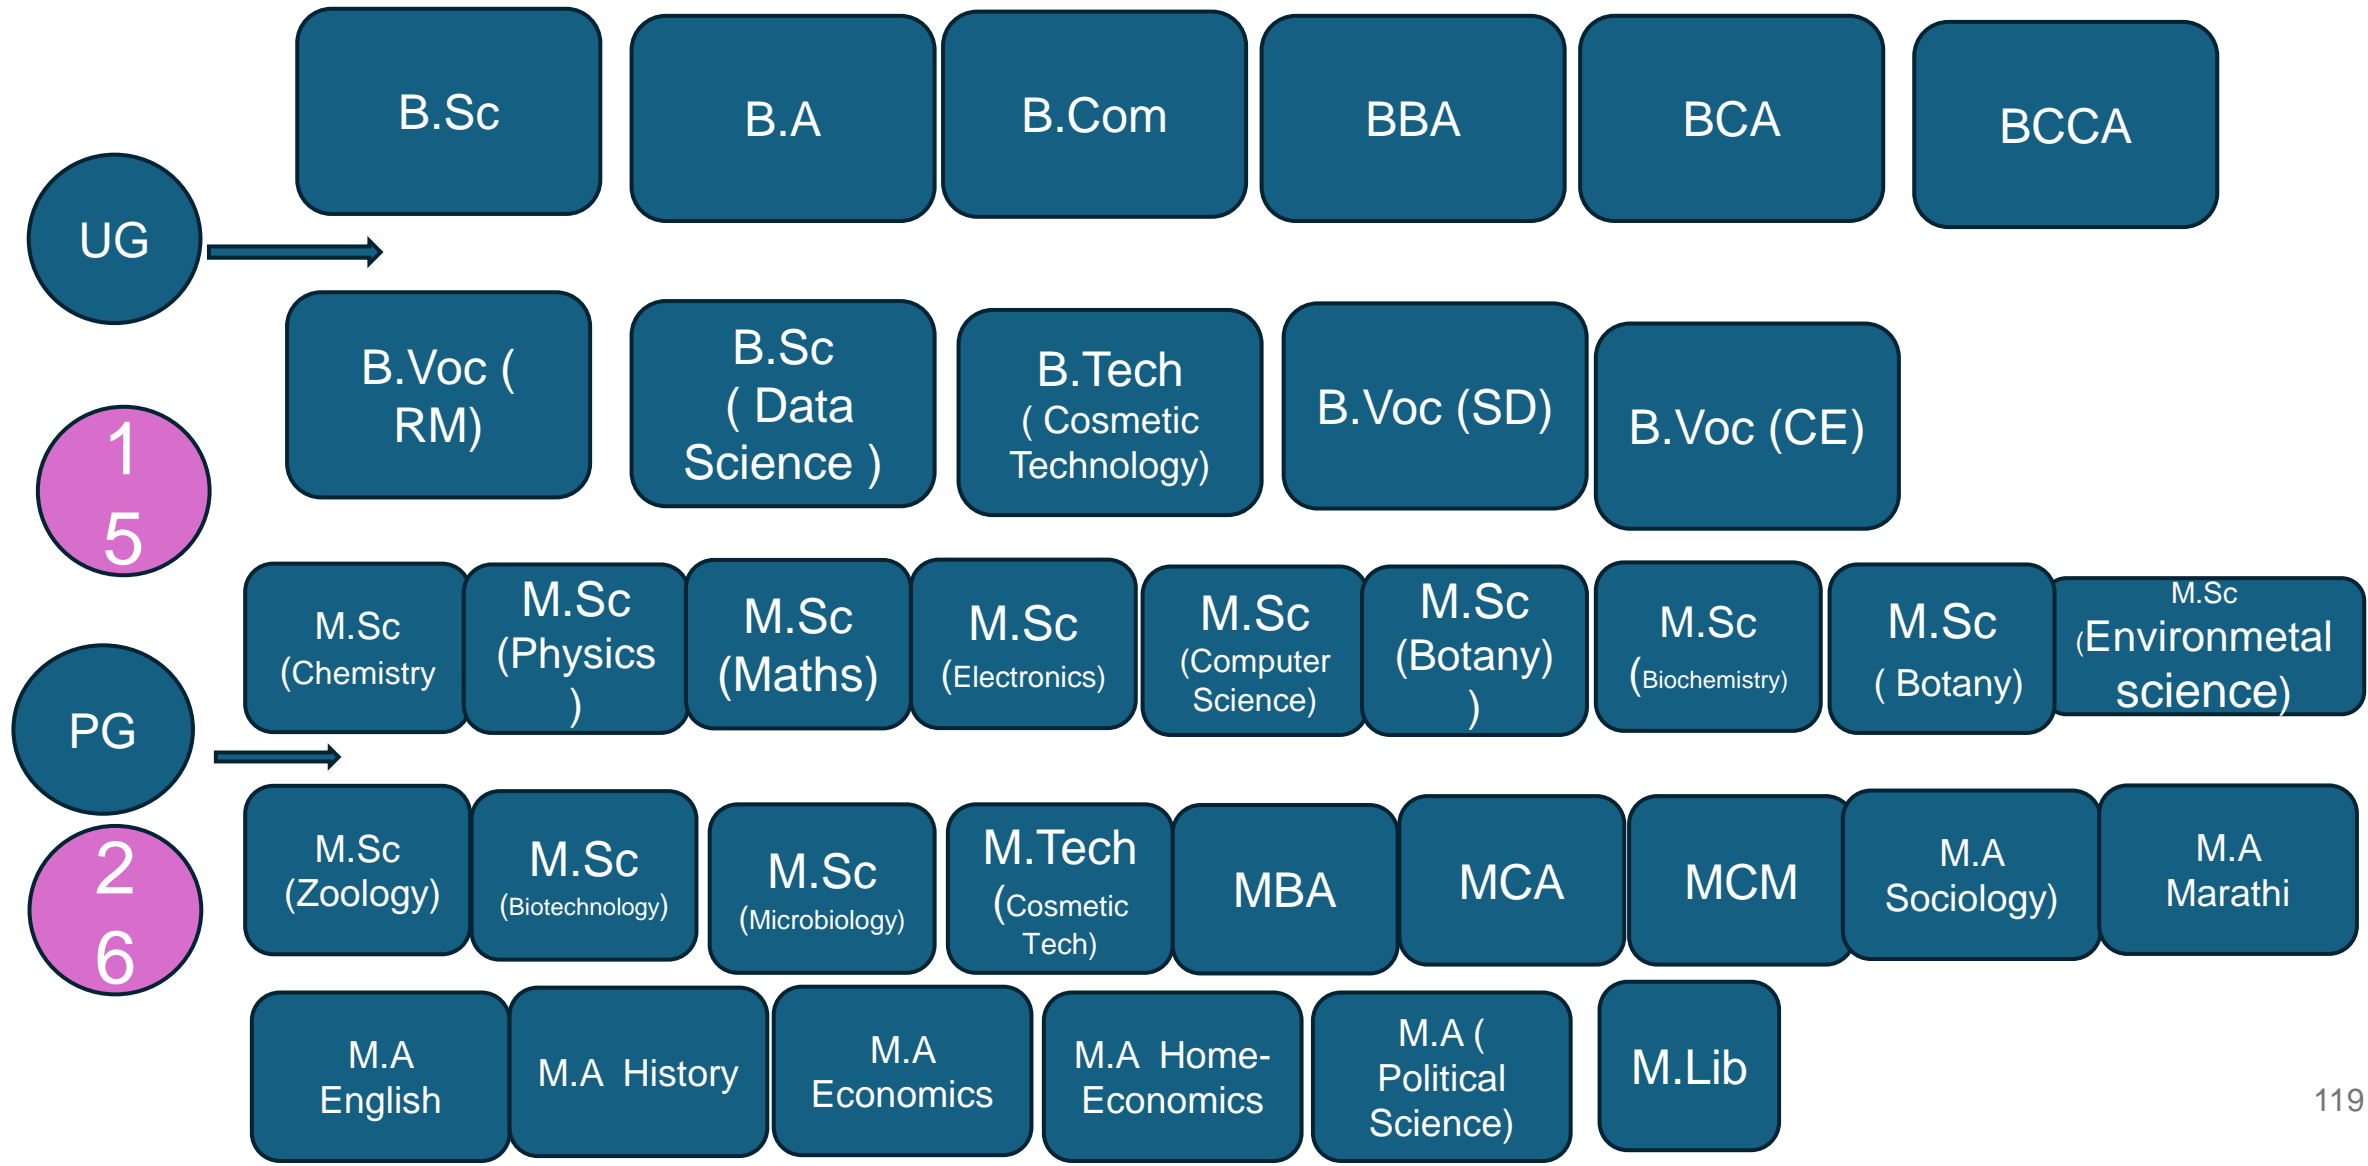 B.Sc
B.A
B.Com
BBA
BCA
BCCA
UG
B.Voc (
RM)
B.Sc
( Data
Science )
B.Tech
( Cosmetic
Technology)
B.Voc (SD)
B.Voc (CE)
1
5
M.Sc
(Chemistry
M.Sc
(Physics
)
M.Sc
(Maths)
M.Sc
(Electronics)
M.Sc
(Computer
Science)
M.Sc
(Botany)
)
M.Sc
(Biochemistry)
M.Sc
( Botany)
M.Sc
(Environmetal
science)
PG
2
6
M.Sc
(Zoology)
M.Sc
(Biotechnology)
M.Sc
(Microbiology)
M.Tech
(Cosmetic
Tech)
MBA
MCA
MCM
M.A
Sociology)
M.A
Marathi
M.A
English
M.A History
M.A
Economics
M.A Home-
Economics
M.A (
Political
Science)
M.Lib
119